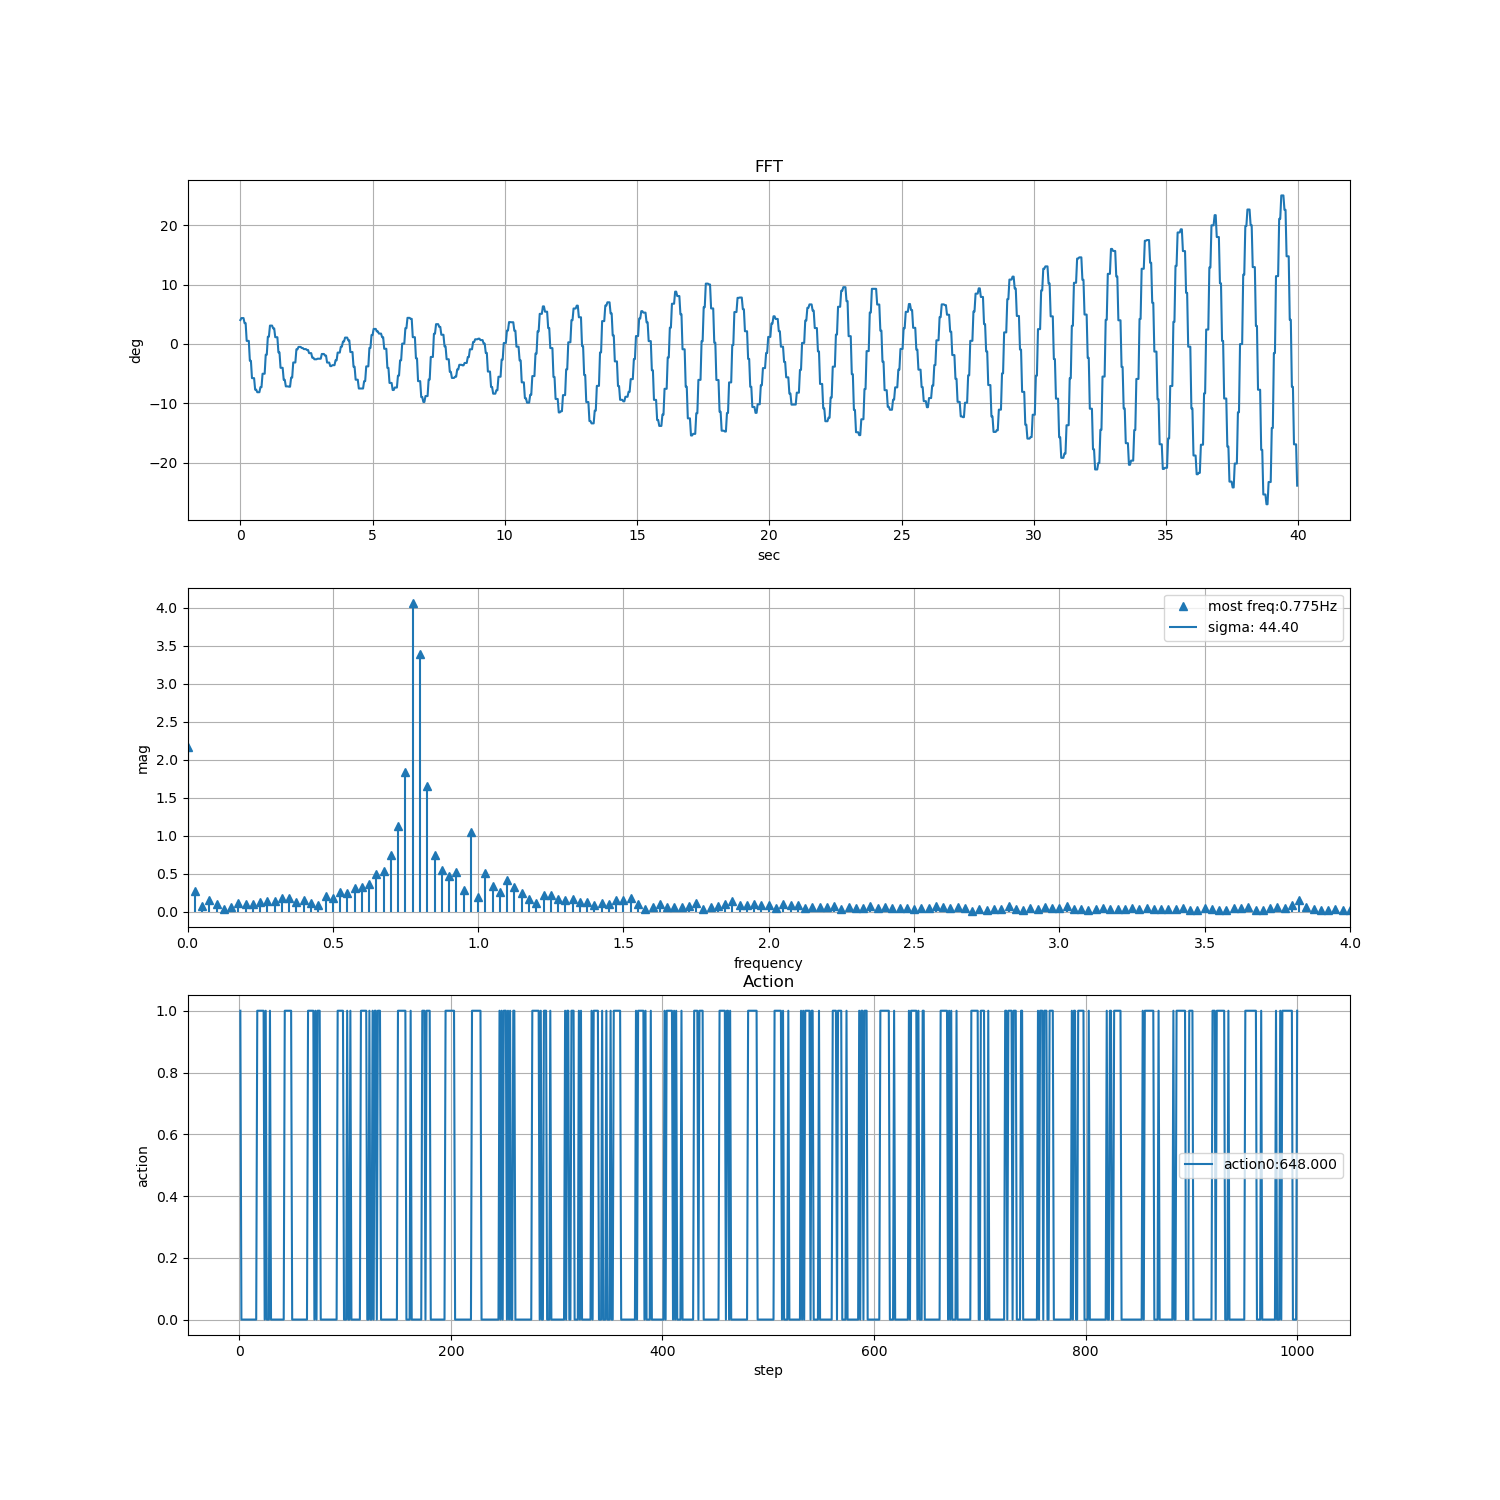 FFT
20
10
0
−10
−20
deg
0 5 10 15 20 25 30 35 40
sec
4.0
3.5
3.0
2.5
2.0
1.5
1.0
0.5
0.0
mag
most freq:0.775Hz
sigma: 44.40
0.0 0.5 1.0 1.5 2.0 2.5 3.0 3.5 4.0
frequency
Action
1.0
0.8
0.6
0.4
0.2
0.0
action
action0:648.000
0 200 400 600 800 1000
step